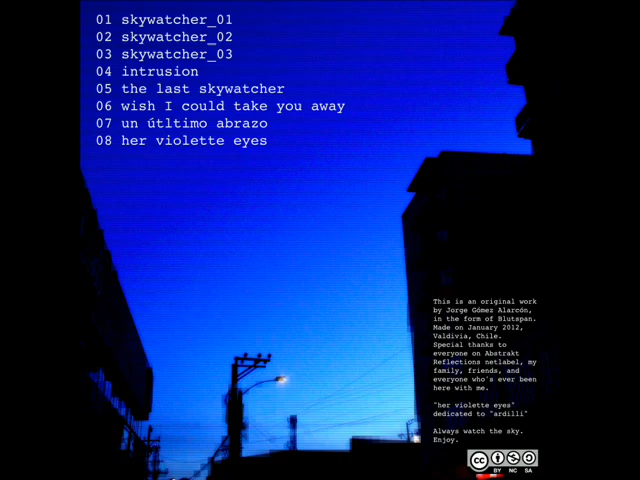 01 skywatcher_01
02 skywatcher_02
03 skywatcher_03
04 intrusion
05 the last skywatcher
06 wish I could take you away
07 un útltimo abrazo
08 her violette eyes
This is an original work
by Jorge Gómez Alarcón,
in the form of Blutspan.
Made on January 2012,
Valdivia, Chile.
Special thanks to
everyone on Abstrakt
Reflections netlabel, my
family, friends, and
everyone who's ever been
here with me.
"her violette eyes"
dedicated to "ardilli"
Always watch the sky.
Enjoy.
cc
BY NC SA